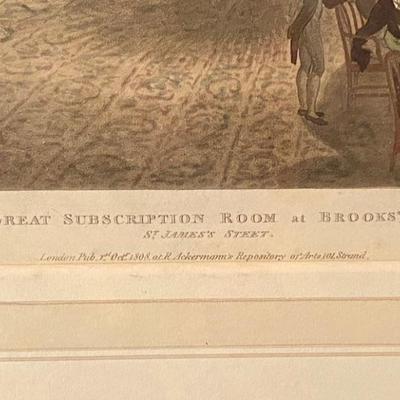 GREAT SUBSCRIPTION ROOM at BROOKS'
ST. JAMES'S STEET.
London Pub. 1st Octr. 1808, at R. Ackermann's Repository of Arts 101, Strand.